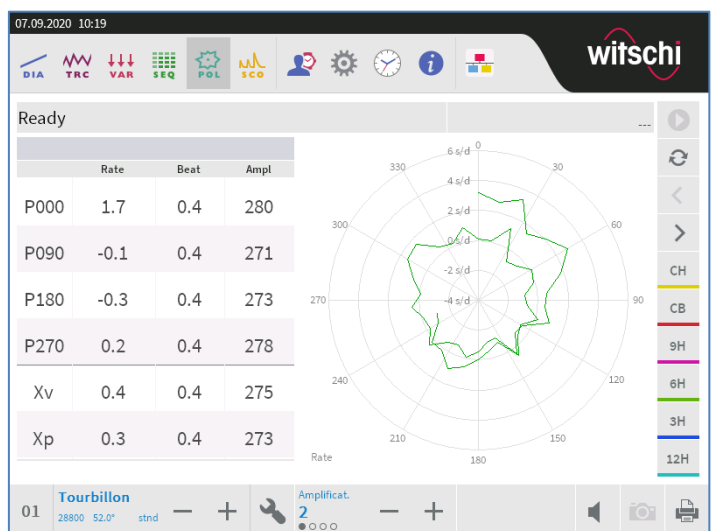 07.09.2020 10:19
DIA TRC VAR SEQ POL SCO
witschi
Ready ---
Rate Beat Ampl
P000 1.7 0.4 280
P090 -0.1 0.4 271
P180 -0.3 0.4 273
P270 0.2 0.4 278
Xv 0.4 0.4 275
Xp 0.3 0.4 273
6 s/d
4 s/d
2 s/d
0 s/d
-2 s/d
-4 s/d
0
30
60
90
120
150
180
210
240
270
300
330
Rate
CH
CB
9H
6H
3H
12H
01
Tourbillon
28800 52.0° stnd
Amplificat.
2